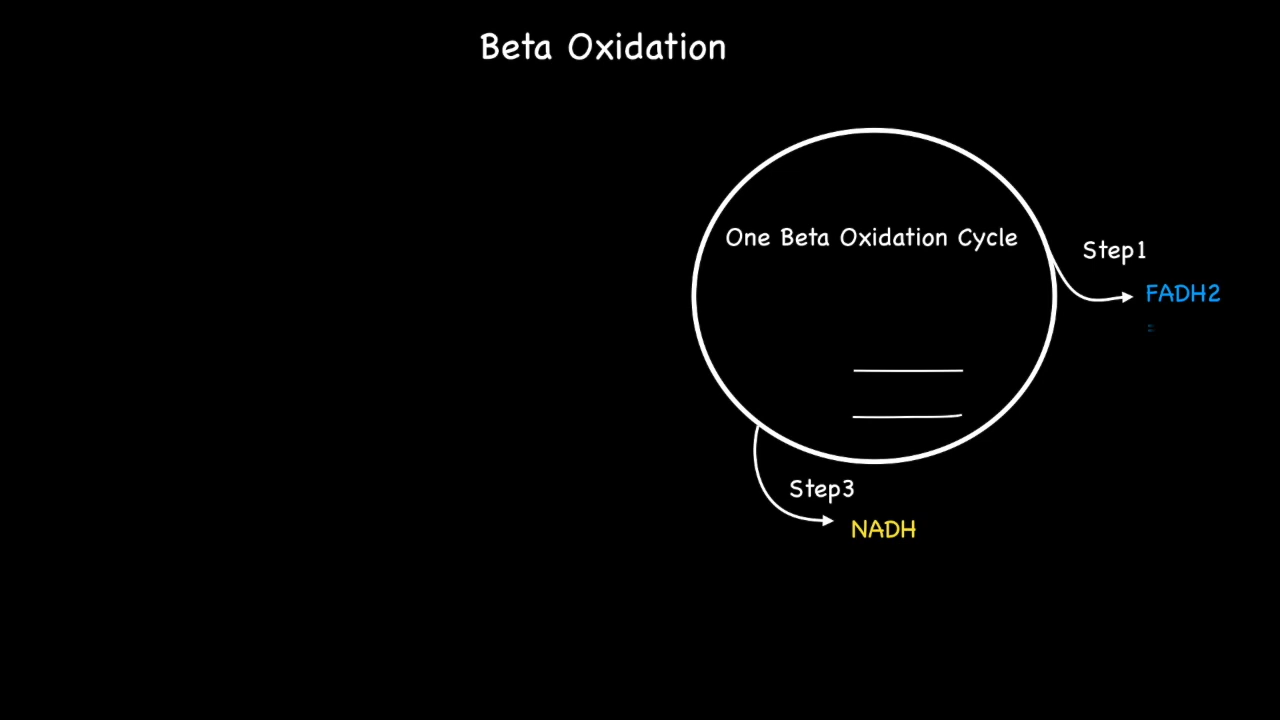 Beta Oxidation
One Beta Oxidation Cycle
Step1
FADH2
=
Step3
NADH